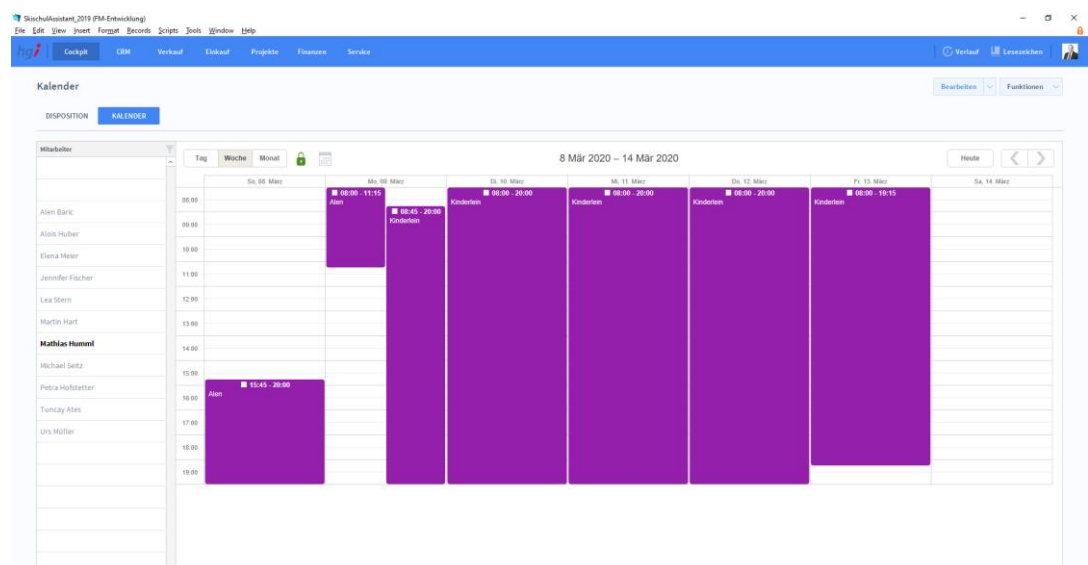 SkischulAssistent_2019 (FM-Entwicklung)
File Edit View Insert Format Records Scripts Tools Window Help
hgi Cockpit CRM Verkauf Einkauf Projekte Finanzen Service Verlauf Lesezeichen
Kalender Bearbeiten Funktionen
DISPOSITION KALENDER
Mitarbeiter
Tag Woche Monat 8 Mär 2020 – 14 Mär 2020 Heute
So. 08. März Mo. 09. März Di. 10. März Mi. 11. März Do. 12. März Fr. 13. März Sa. 14. März
08:00 - 11:15
Alen
08:45 - 20:00
Kinderlein
08:00 - 20:00
Kinderlein
08:00 - 20:00
Kinderlein
08:00 - 20:00
Kinderlein
08:00 - 19:15
Kinderlein
15:45 - 20:00
Alen
08:00
09:00
10:00
11:00
12:00
13:00
14:00
15:00
16:00
17:00
18:00
19:00
Alen Baric
Alois Huber
Elena Meier
Jennifer Fischer
Lea Stern
Martin Hart
Mathias Humml
Michael Seitz
Petra Hofstetter
Tuncay Ates
Urs Müller